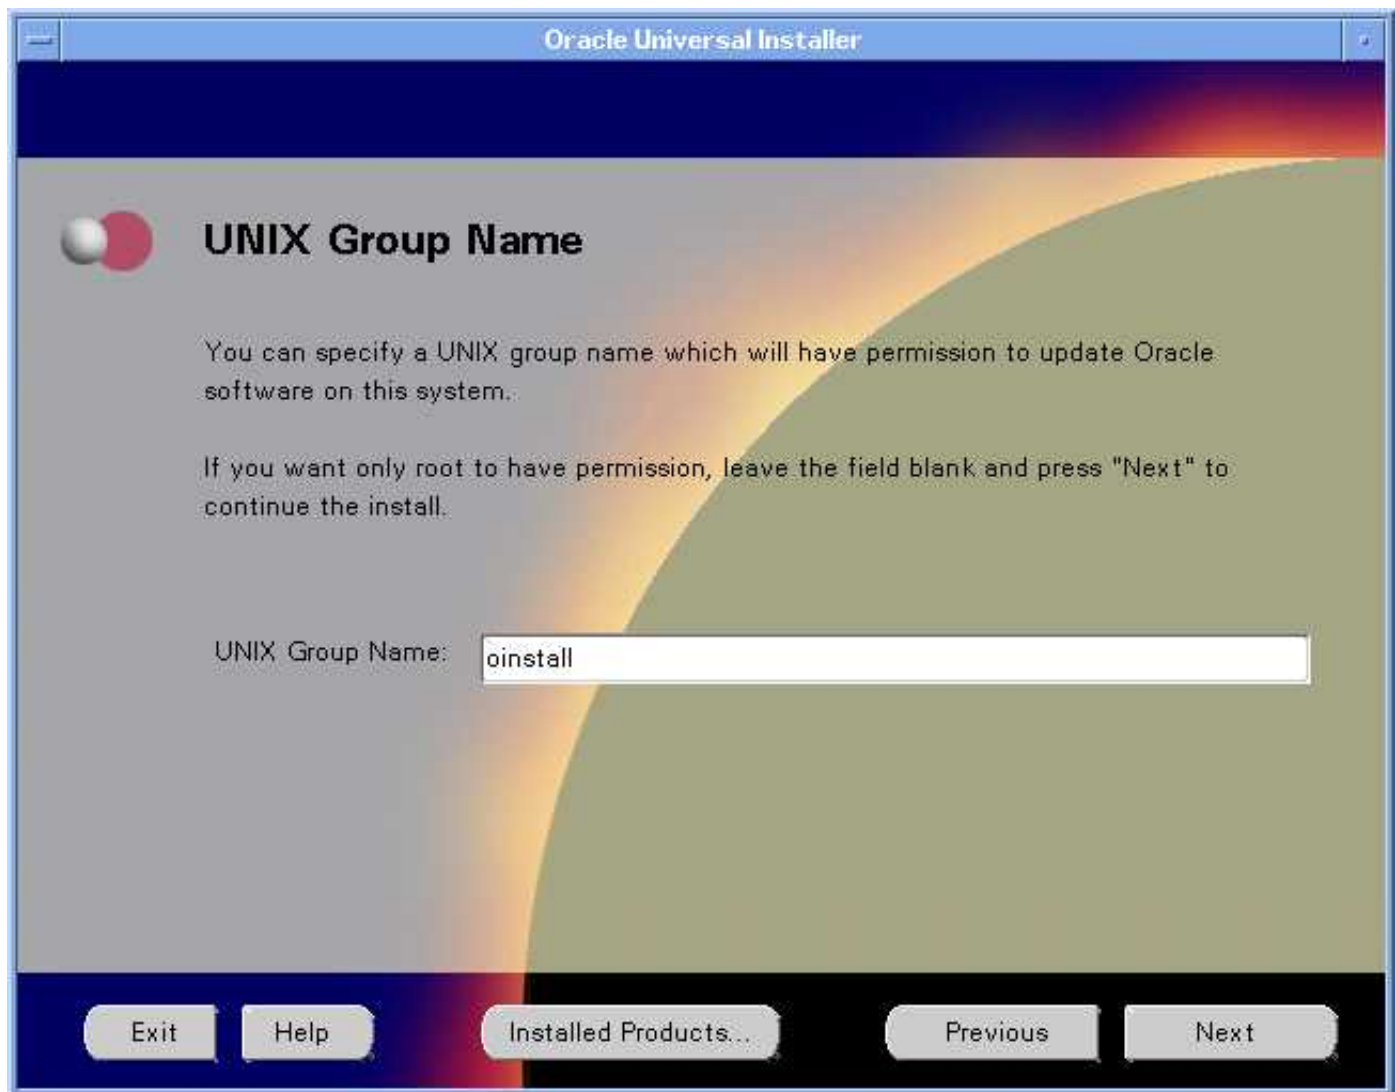 Oracle Universal Installer
UNIX Group Name
You can specify a UNIX group name which will have permission to update Oracle
software on this system.
If you want only root to have permission, leave the field blank and press "Next" to
continue the install.
UNIX Group Name: oinstall
Exit Help Installed Products... Previous Next